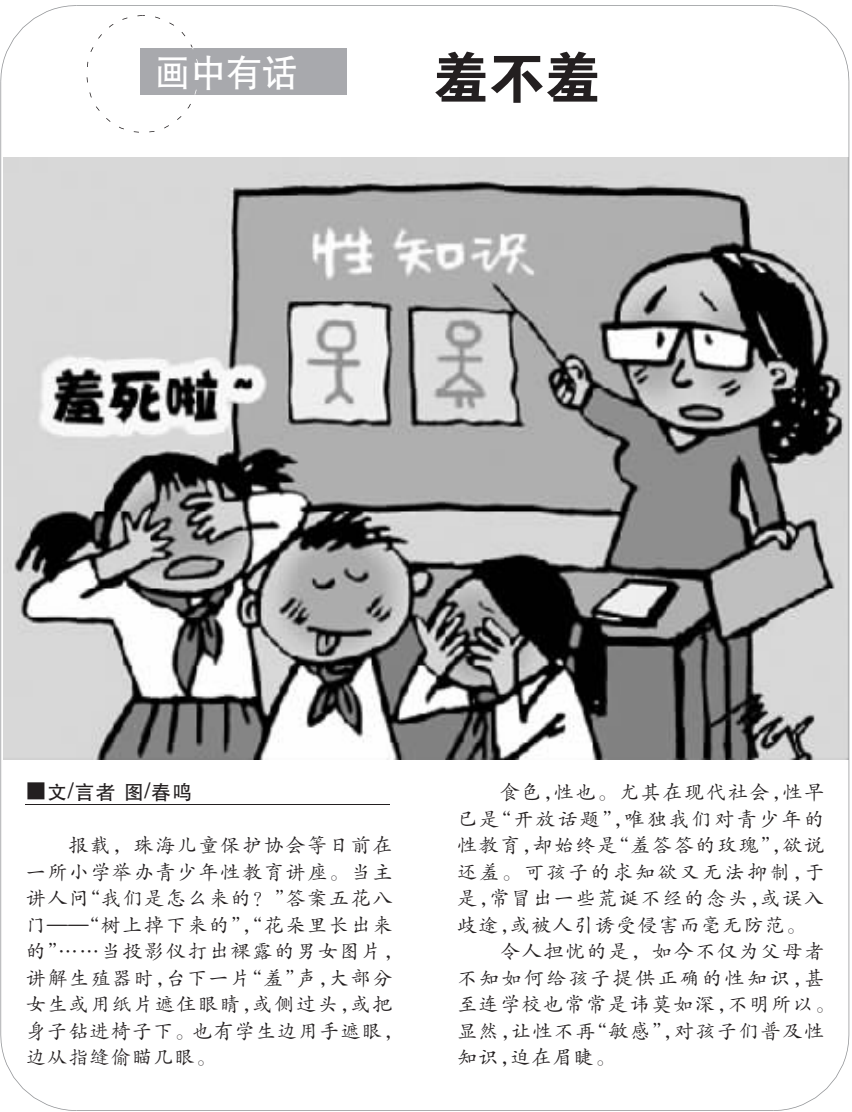 画中有话
羞不羞
性知识
羞死啦~
■文/言者 图/春鸣
报载，珠海儿童保护协会等日前在
一所小学举办青少年性教育讲座。当主
讲人问“我们是怎么来的？”答案五花八
门——“树上掉下来的”，“花朵里长出来
的”……当投影仪打出裸露的男女图片，
讲解生殖器时，台下一片“羞”声，大部分
女生或用纸片遮住眼睛，或侧过头，或把
身子钻进椅子下。也有学生边用手遮眼，
边从指缝偷瞄几眼。
食色，性也。尤其在现代社会，性早
已是“开放话题”，唯独我们对青少年的
性教育，却始终是“羞答答的玫瑰”，欲说
还羞。可孩子的求知欲又无法抑制，于
是，常冒出一些荒诞不经的念头，或误入
歧途，或被人引诱受侵害而毫无防范。
令人担忧的是，如今不仅为父母者
不知如何给孩子提供正确的性知识，甚
至连学校也常常是讳莫如深，不明所以。
显然，让性不再“敏感”，对孩子们普及性
知识，迫在眉睫。